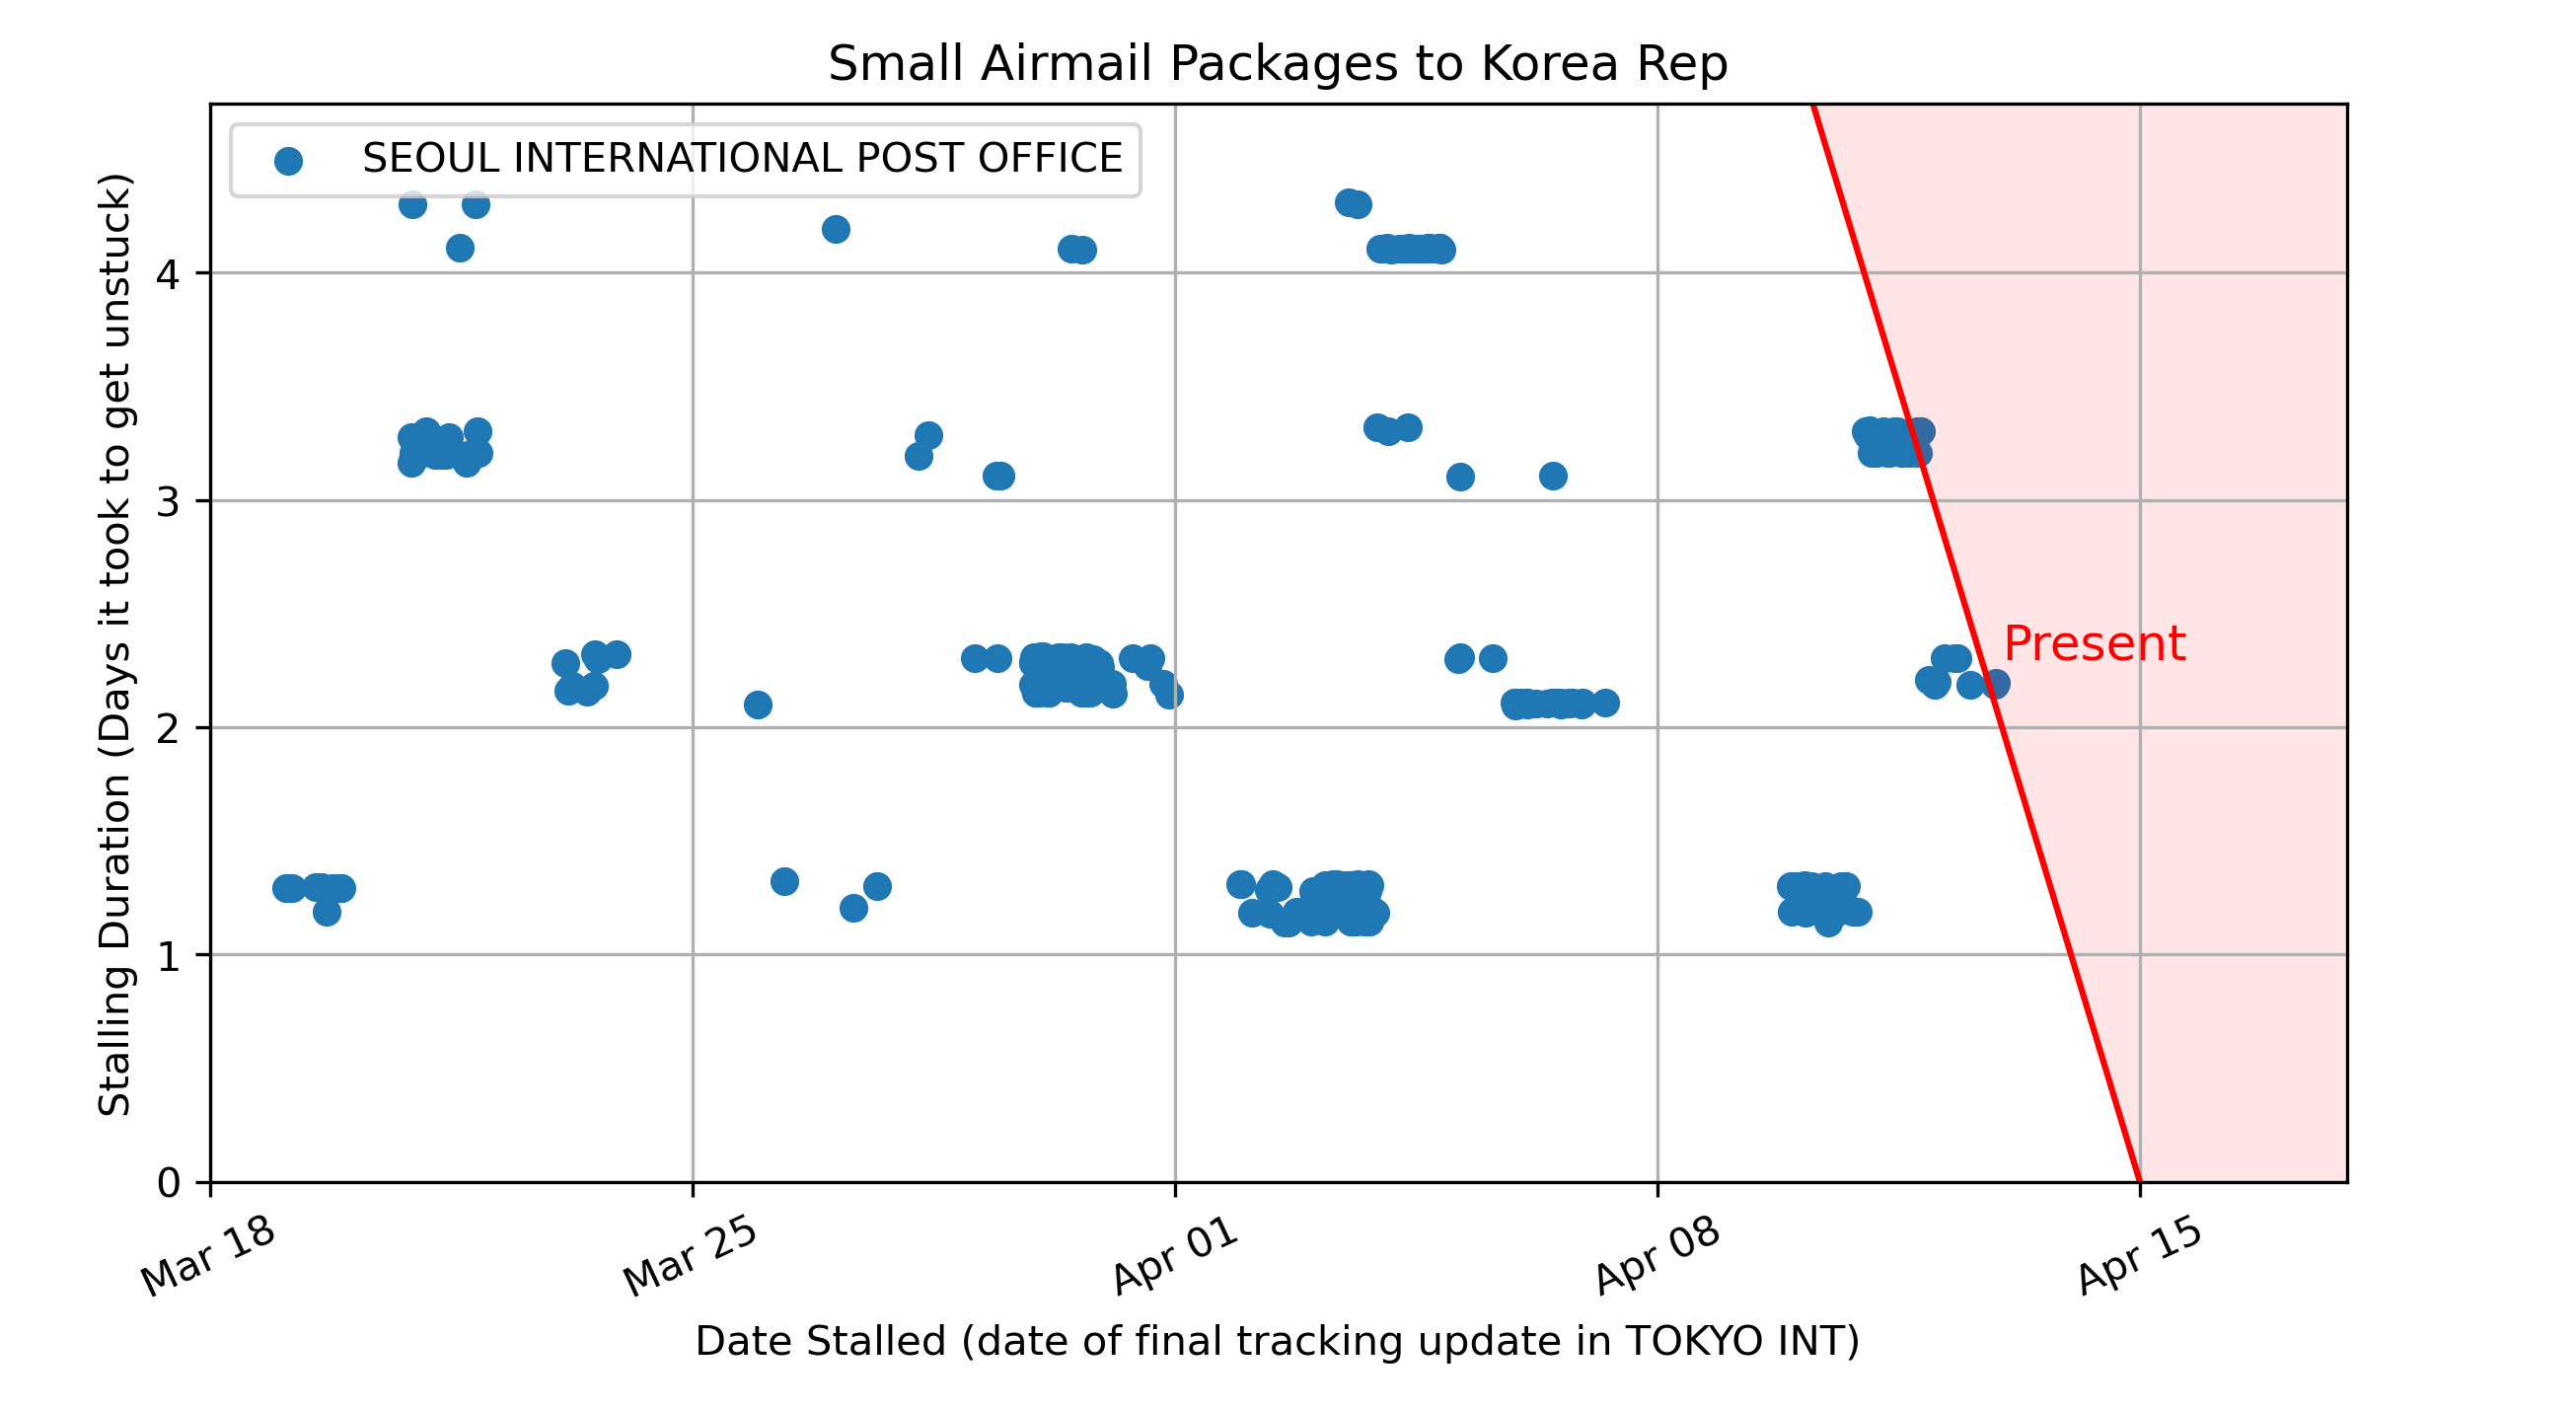 Small Airmail Packages to Korea Rep
SEOUL INTERNATIONAL POST OFFICE
Stalling Duration (Days it took to get unstuck)
4
3
2
1
0
Present
Mar 18
Mar 25
Apr 01
Apr 08
Apr 15
Date Stalled (date of final tracking update in TOKYO INT)